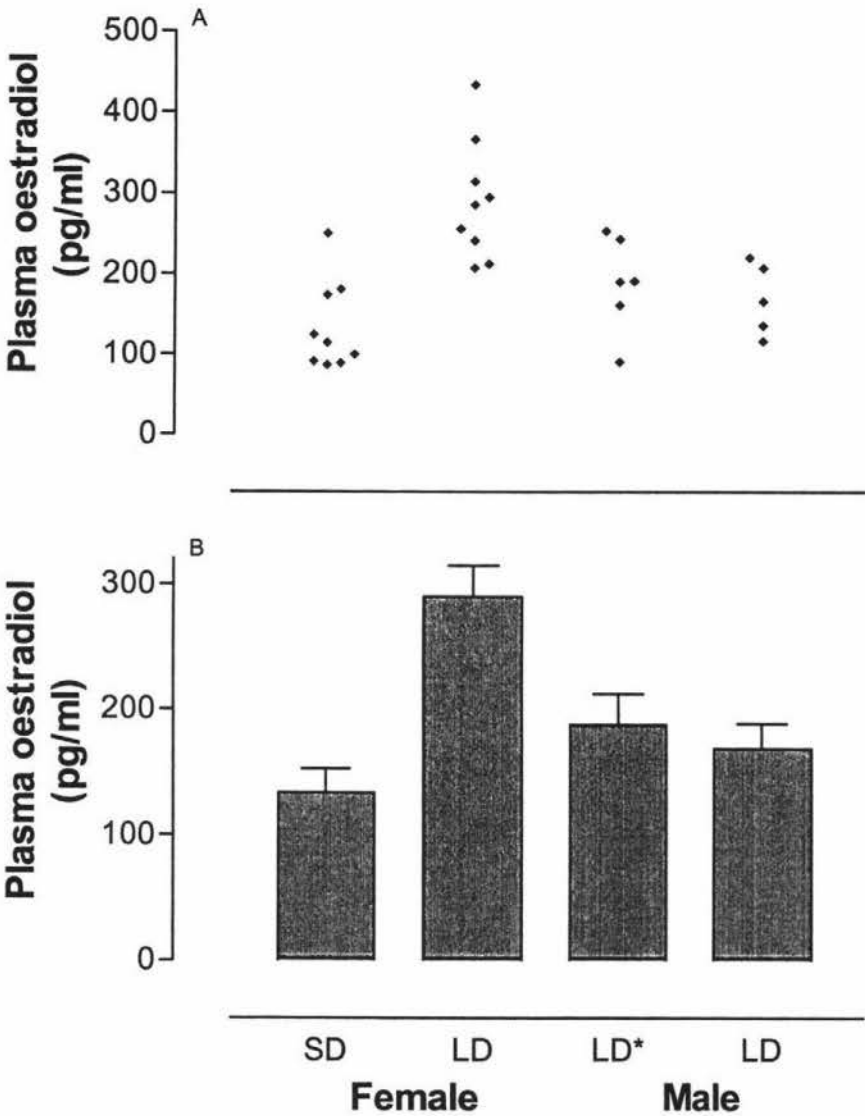 A
Plasma oestradiol
(pg/ml)
500
400
300
200
100
0
B
Plasma oestradiol
(pg/ml)
300
200
100
0
SD LD LD* LD
Female Male